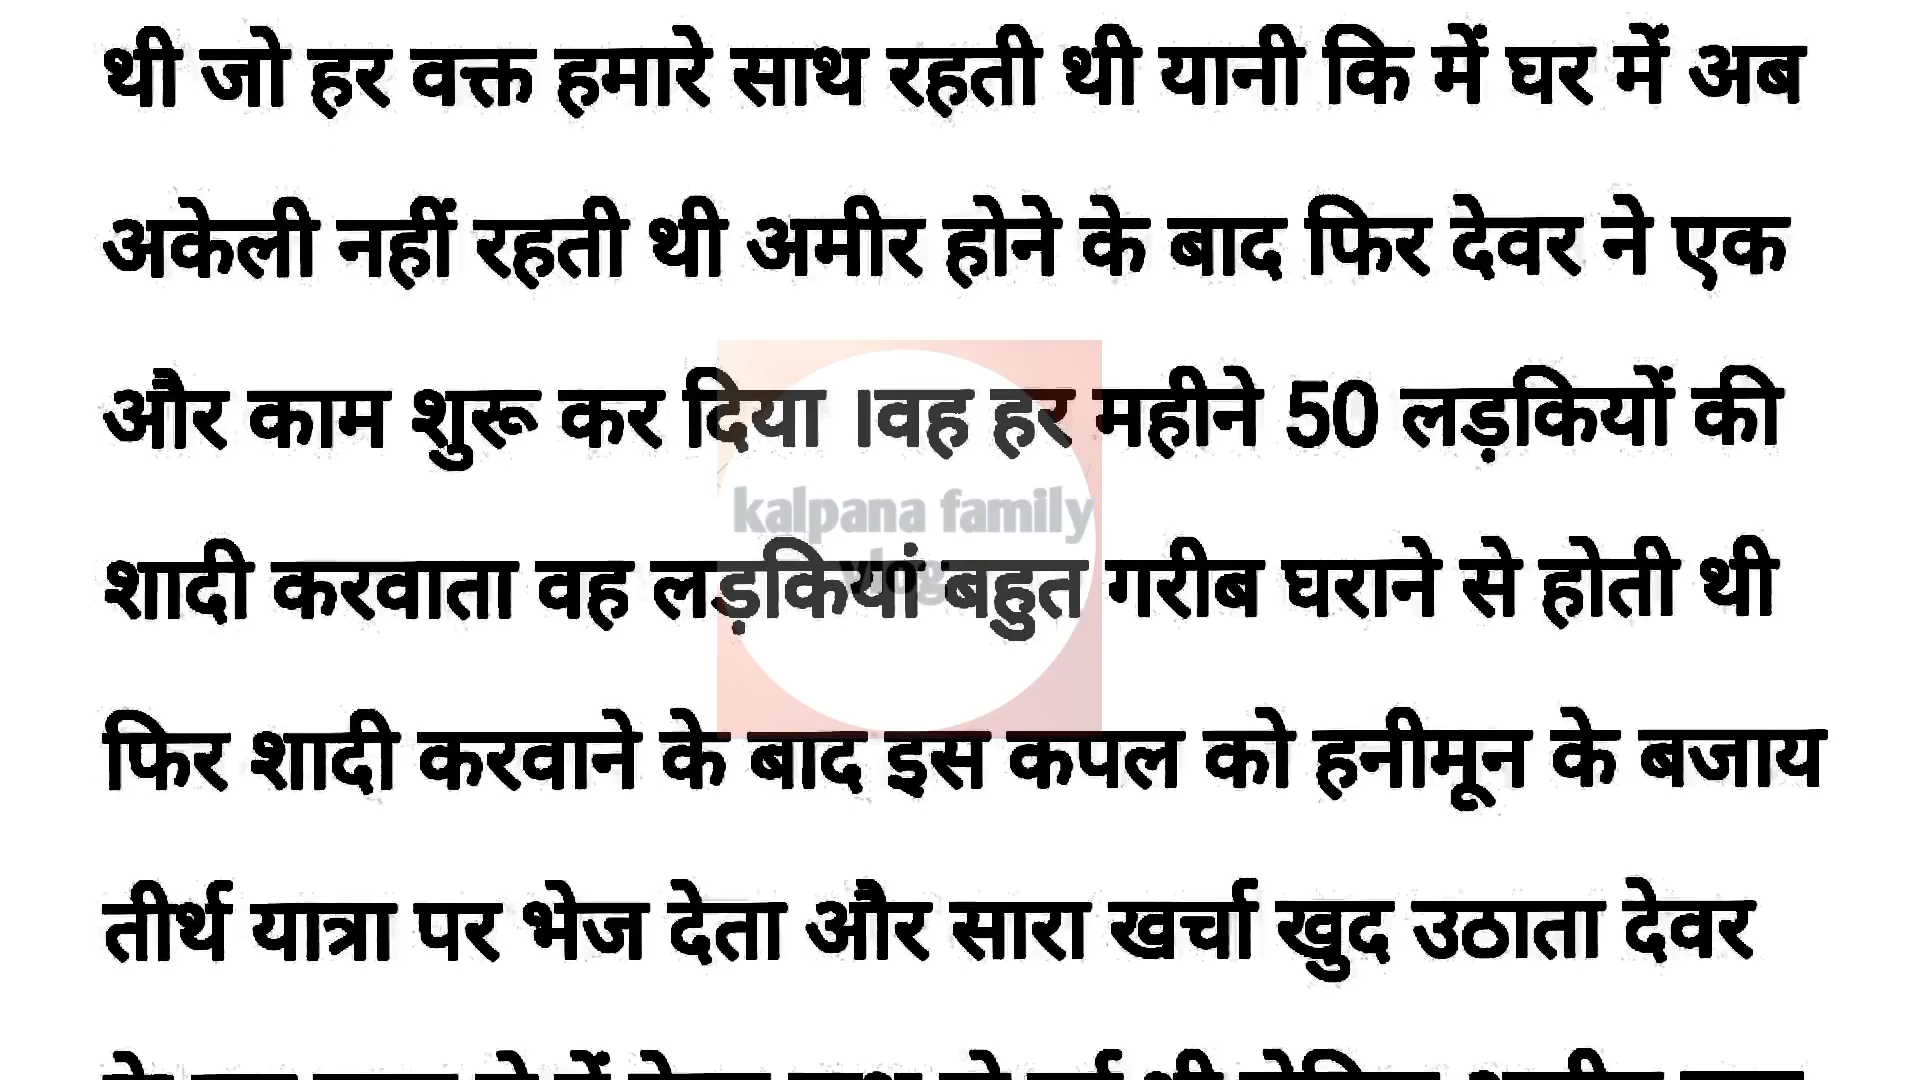 थी जो हर वक्त हमारे साथ रहती थी यानी कि में घर में अब
अकेली नहीं रहती थी अमीर होने के बाद फिर देवर ने एक
और काम शुरू कर दिया ।वह हर महीने 50 लड़कियों की
kalpana family
vlog
शादी करवाता वह लड़कियां बहुत गरीब घराने से होती थी
फिर शादी करवाने के बाद इस कपल को हनीमून के बजाय
तीर्थ यात्रा पर भेज देता और सारा खर्चा खुद उठाता देवर